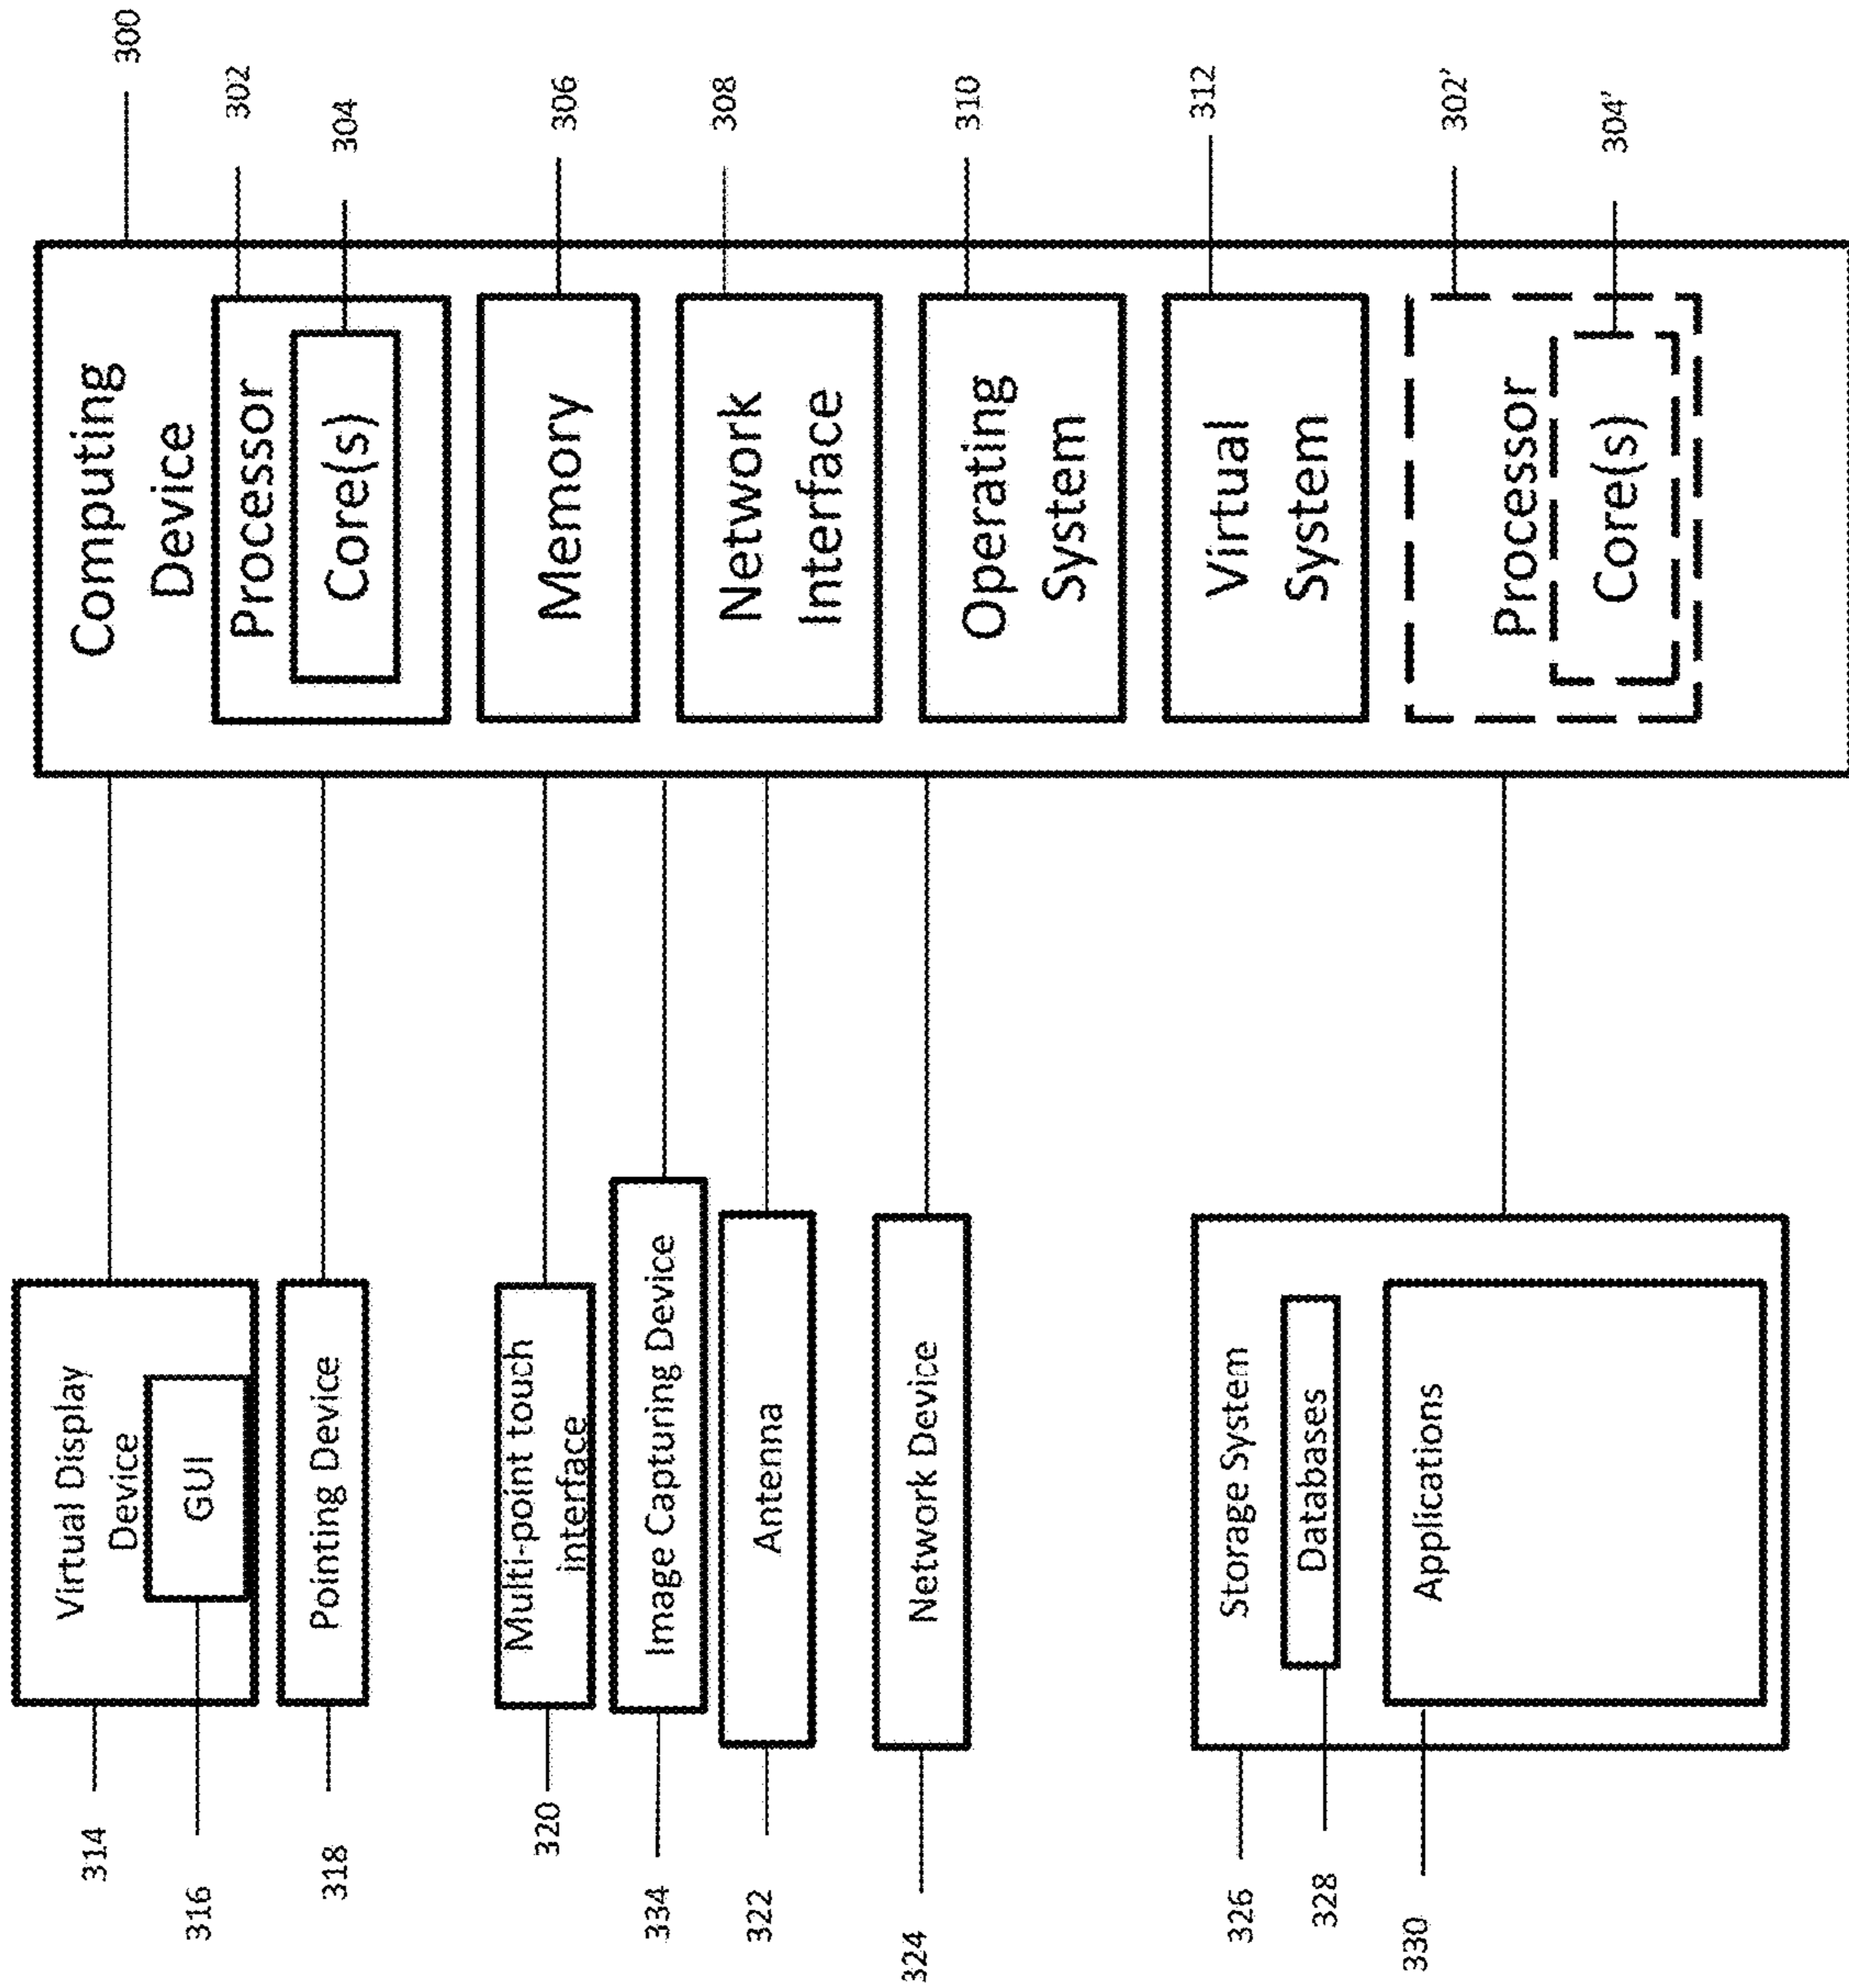 300
Computing
Device
302
Processor
304
Core(s)
306
Memory
308
Network
Interface
310
Operating
System
312
Virtual
System
302'
Processor
304'
Core(s)
314
Virtual Display
Device
316
GUI
318
Pointing Device
320
Multi-point touch
interface
334
Image Capturing Device
322
Antenna
324
Network Device
326
Storage System
328
Databases
330
Applications